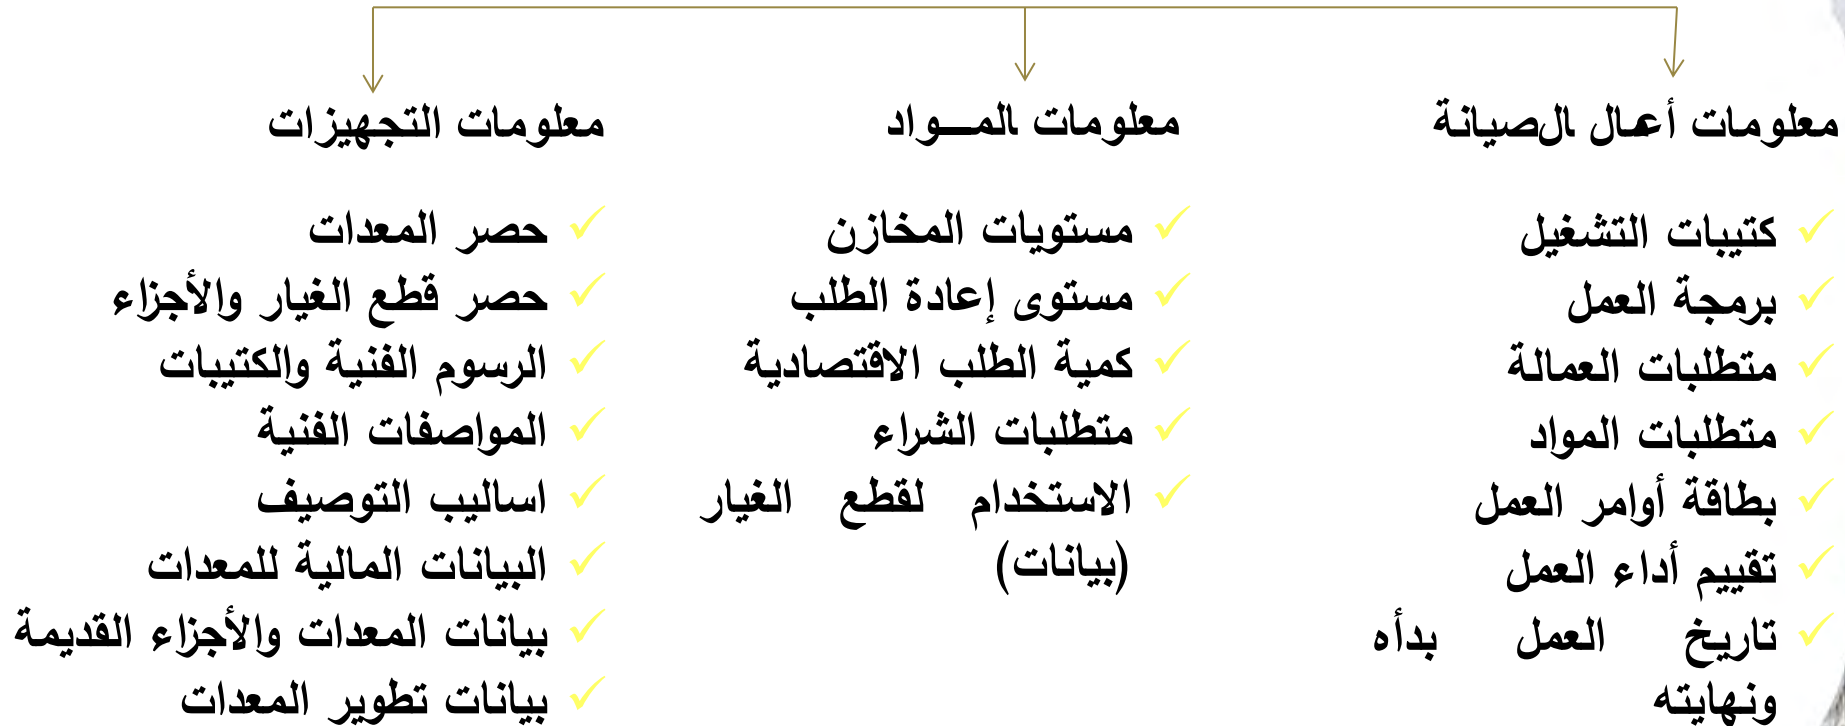 معلومات أعمال الصيانة
كتيبات التشغيل
برمجة العمل
متطلبات العمالة
متطلبات المواد
بطاقة أوامر العمل
تقييم أداء العمل
تاريخ العمل بدأه
ونهايته
معلومات المـــواد
مستويات المخازن
مستوى إعادة الطلب
كمية الطلب الاقتصادية
متطلبات الشراء
الاستخدام لقطع الغيار
(بيانات)
معلومات التجهيزات
حصر المعدات
حصر قطع الغيار والأجزاء
الرسوم الفنية والكتيبات
المواصفات الفنية
اساليب التوصيف
البيانات المالية للمعدات
بيانات المعدات والأجزاء القديمة
بيانات تطوير المعدات